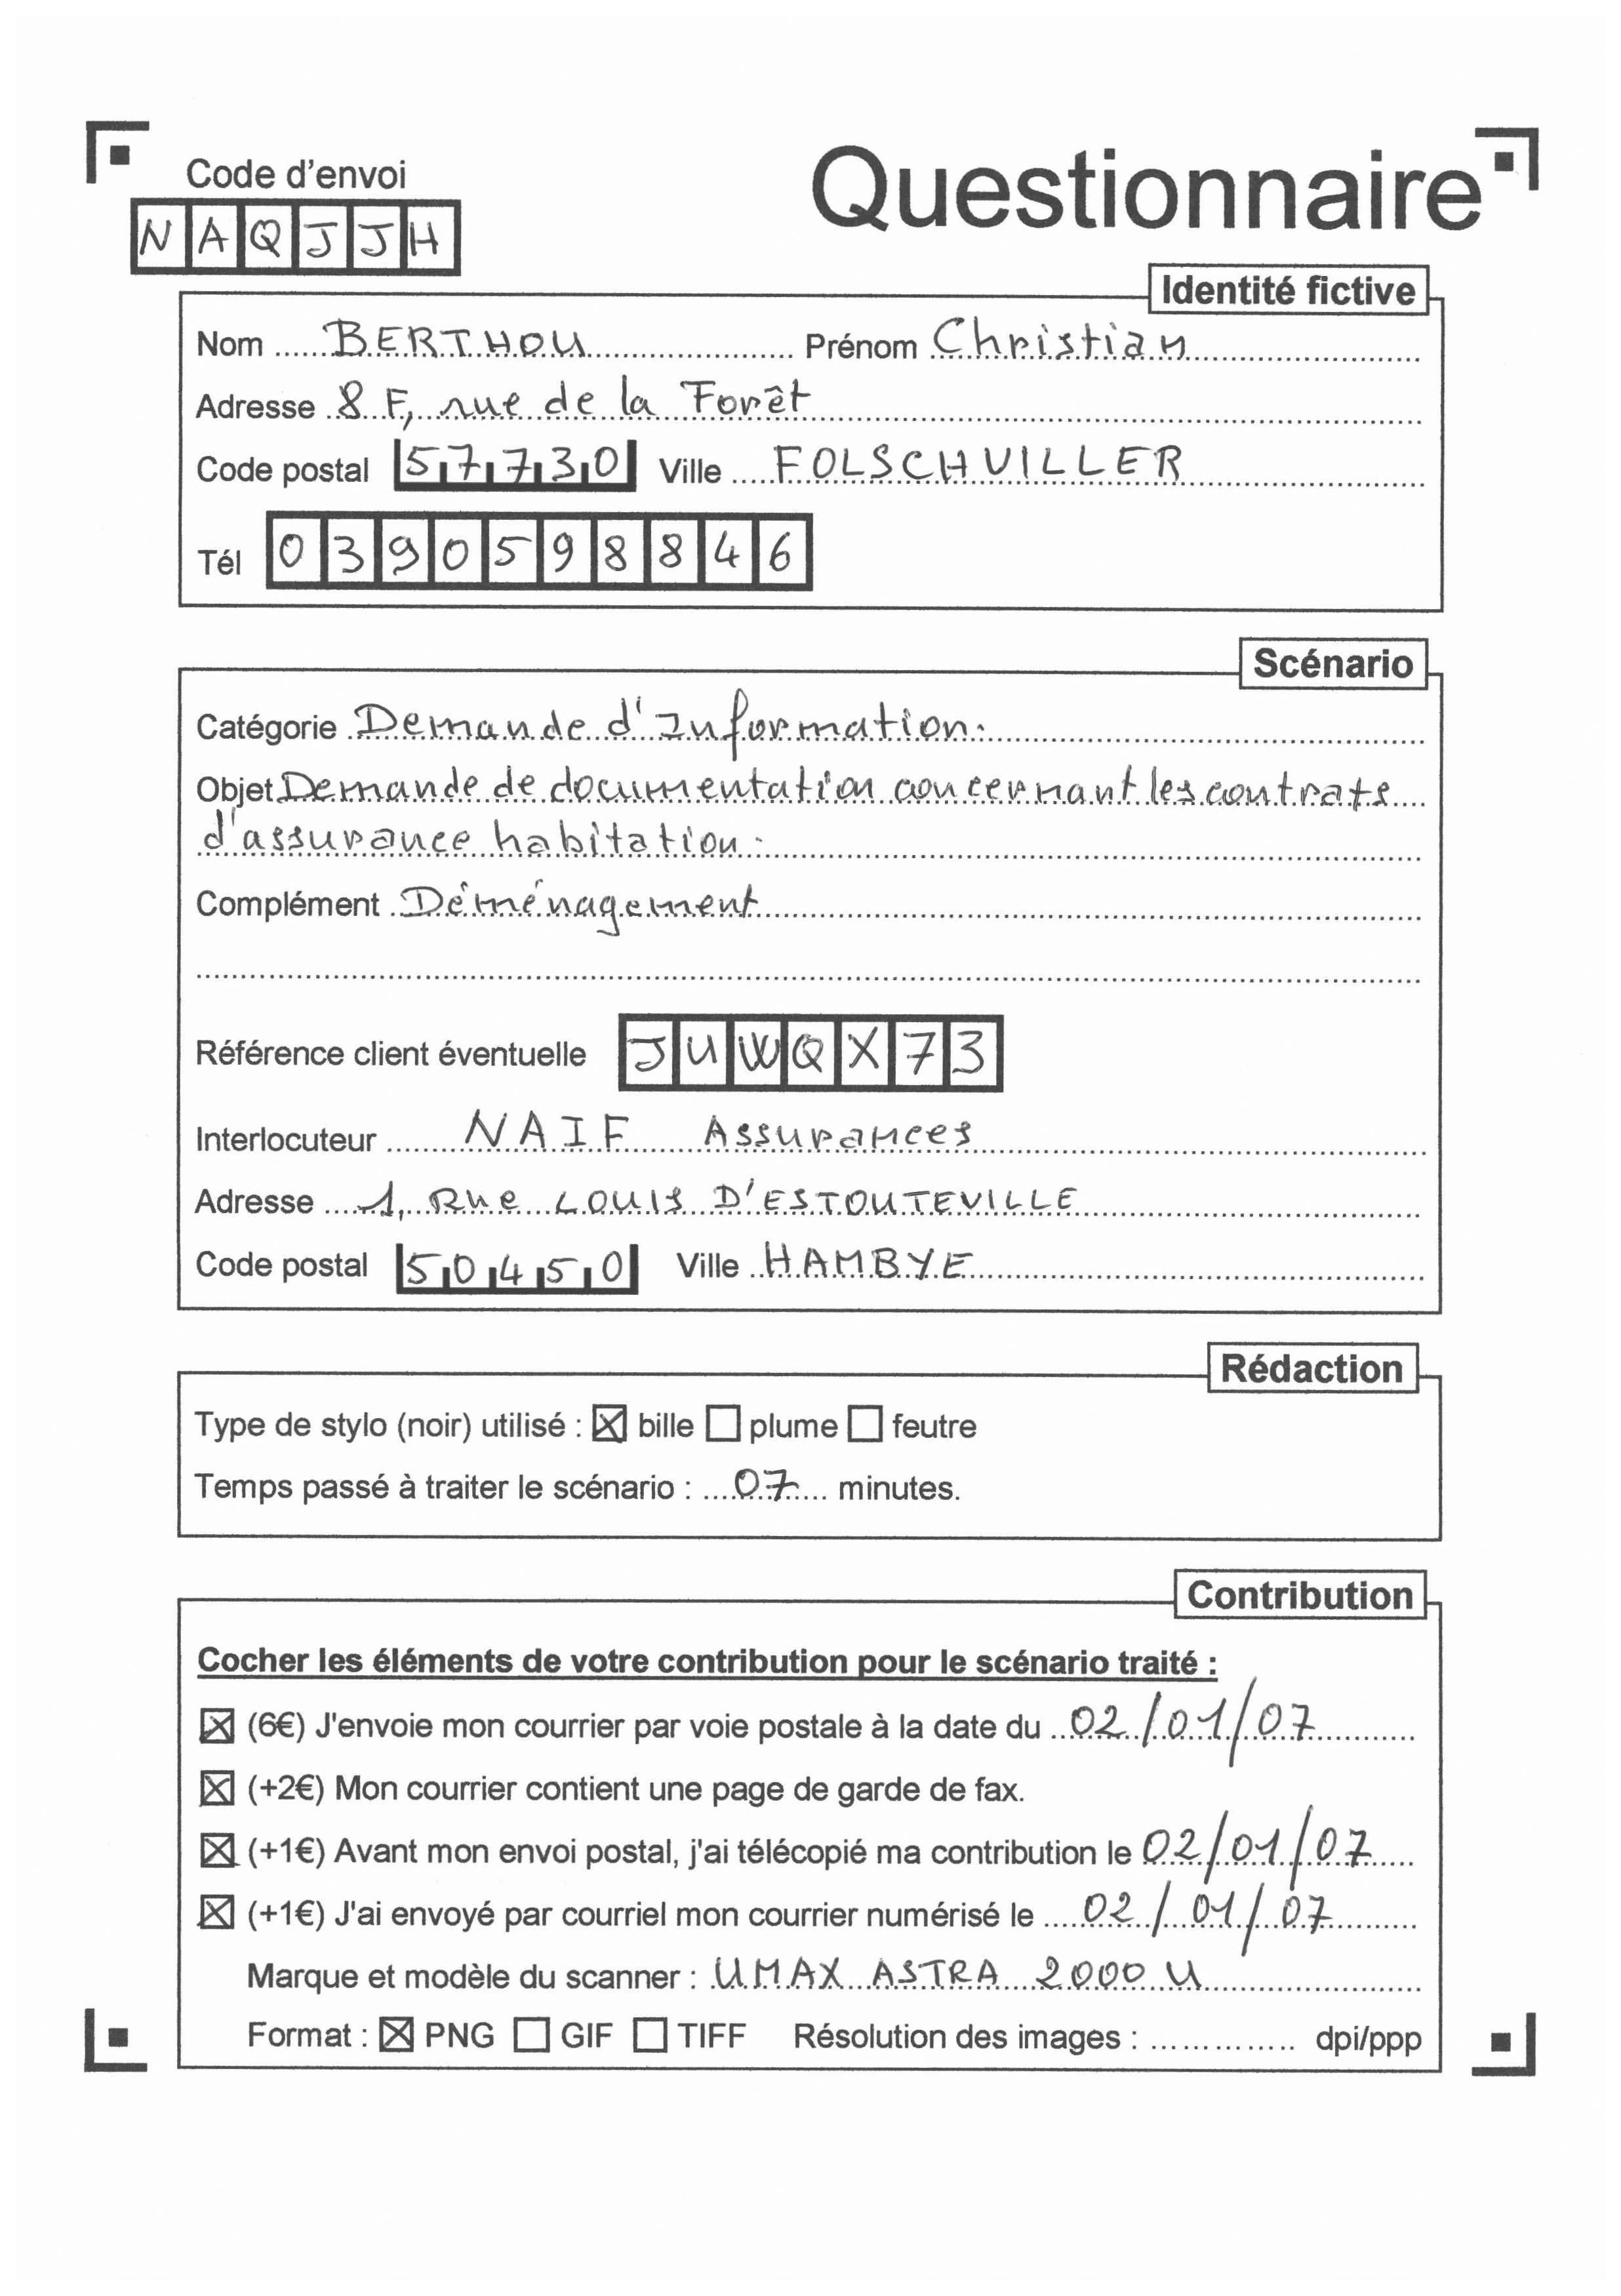 Code d'envoi
Questionnaire
NAQJJH
Identité fictive
Nom BERTHOU Prénom Christian
Adresse 8 F, rue de la Forêt
Code postal 57730 Ville FOLSCHVILLER
Tél 0390598846
Scénario
Catégorie Demande d'Information.
Objet Demande de documentation concernant les contrats
d'assurance habitation.
Complément Déménagement
Référence client éventuelle JUWQX73
Interlocuteur NAIF Assurances
Adresse 1, Rue LOUIS D'ESTOUTEVILLE
Code postal 50450 Ville HAMBYE
Rédaction
Type de stylo (noir) utilisé : ☒ bille ☐ plume ☐ feutre
Temps passé à traiter le scénario : 07 minutes.
Contribution
Cocher les éléments de votre contribution pour le scénario traité :
☒ (6€) J'envoie mon courrier par voie postale à la date du 02/01/07
☒ (+2€) Mon courrier contient une page de garde de fax.
☒ (+1€) Avant mon envoi postal, j'ai télécopié ma contribution le 02/01/07
☒ (+1€) J'ai envoyé par courriel mon courrier numérisé le 02/01/07
Marque et modèle du scanner : UMAX ASTRA 2000 U
Format : ☒ PNG ☐ GIF ☐ TIFF Résolution des images : .............. dpi/ppp